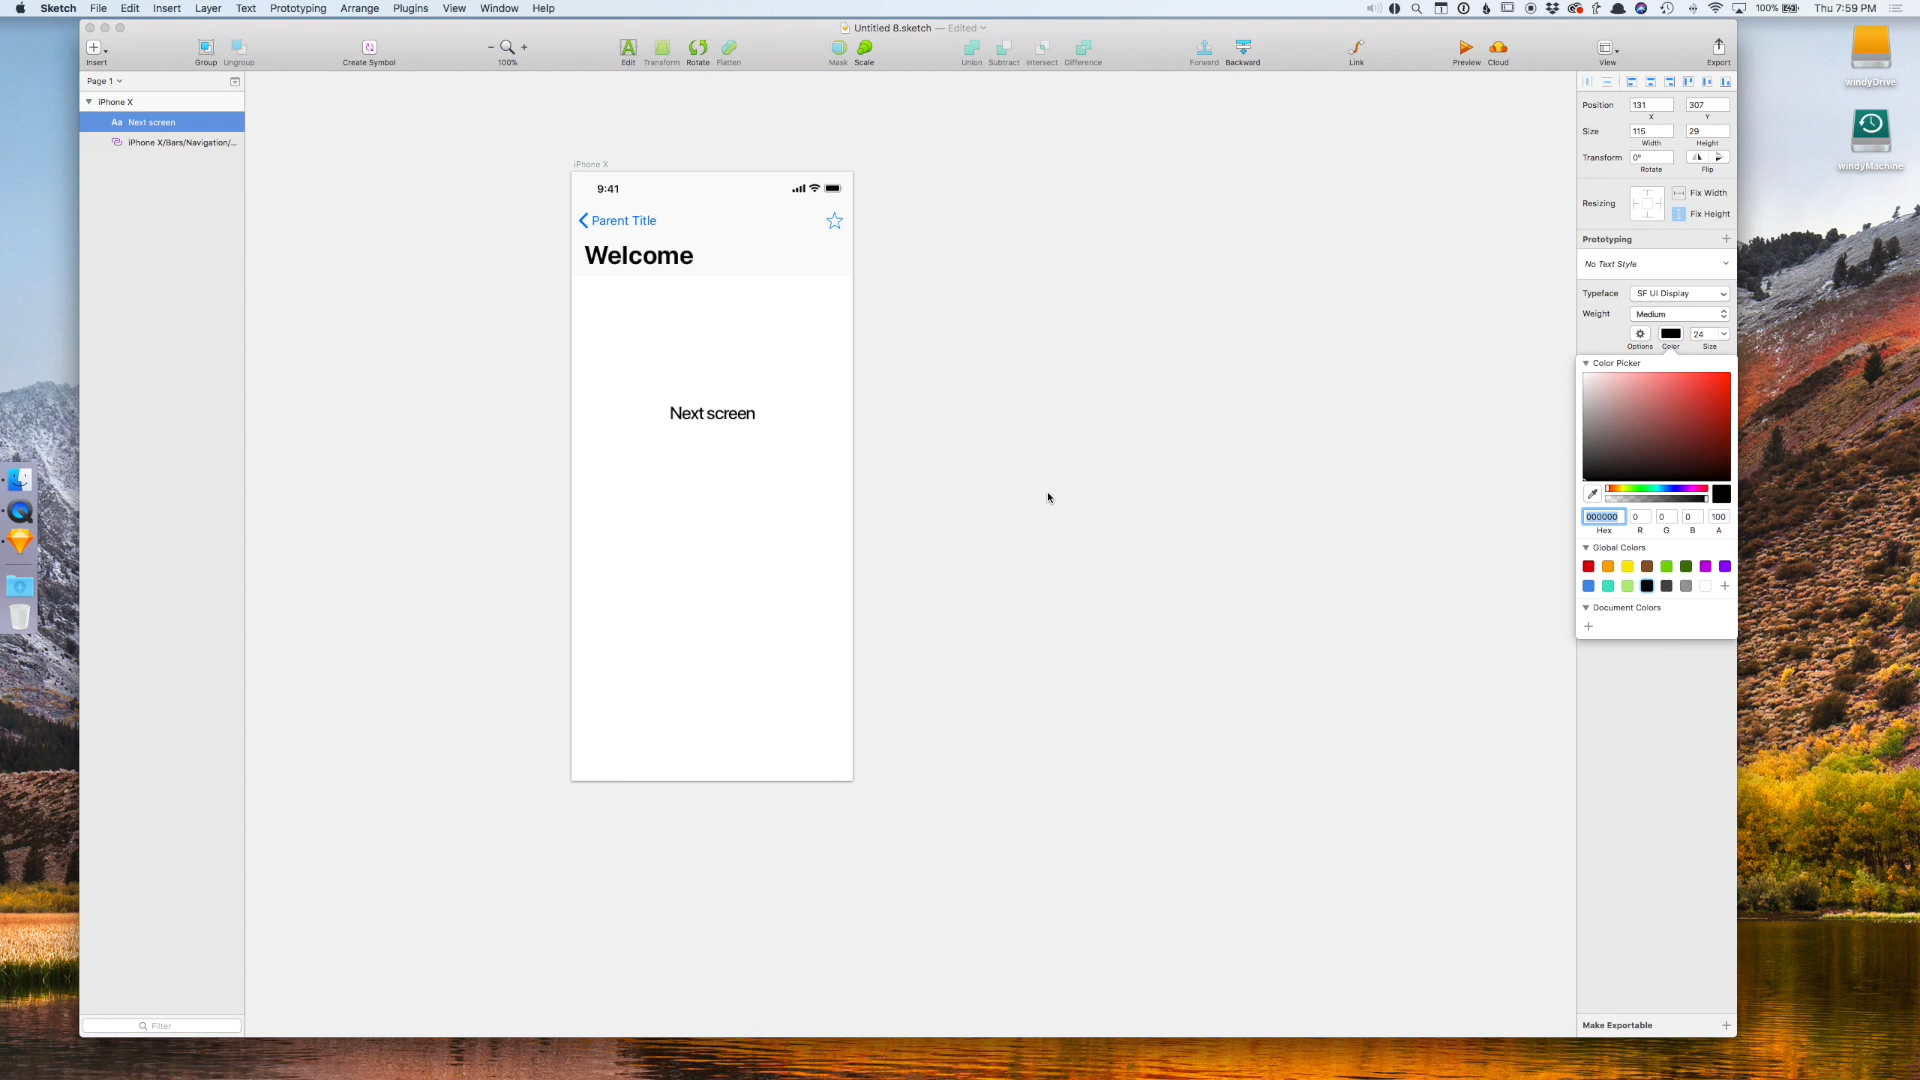 Sketch File Edit Insert Layer Text Prototyping Arrange Plugins View Window Help 100% Thu 7:59 PM
Untitled 8.sketch — Edited
Insert Group Ungroup Create Symbol 100% Edit Transform Rotate Flatten Mask Scale Union Subtract Intersect Difference Forward Backward Link Preview Cloud View Export
Page 1
iPhone X
Aa Next screen
iPhone X/Bars/Navigation/...
Filter
iPhone X
9:41
Parent Title
Welcome
Next screen
Position 131 307
X Y
Size 115 29
Width Height
Transform 0°
Rotate Flip
Resizing Fix Width
Fix Height
Prototyping
No Text Style
Typeface SF UI Display
Weight Medium
24
Options Color Size
Color Picker
000000 0 0 0 100
Hex R G B A
Global Colors
Document Colors
Make Exportable
windyDrive
windyMachine